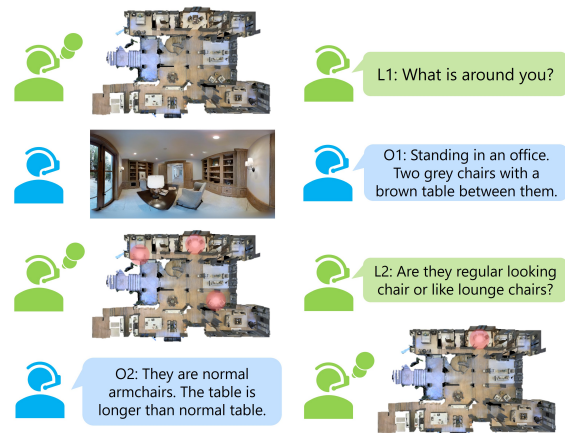 L1: What is around you?
O1: Standing in an office.
Two grey chairs with a
brown table between them.
L2: Are they regular looking
chair or like lounge chairs?
O2: They are normal
armchairs. The table is
longer than normal table.